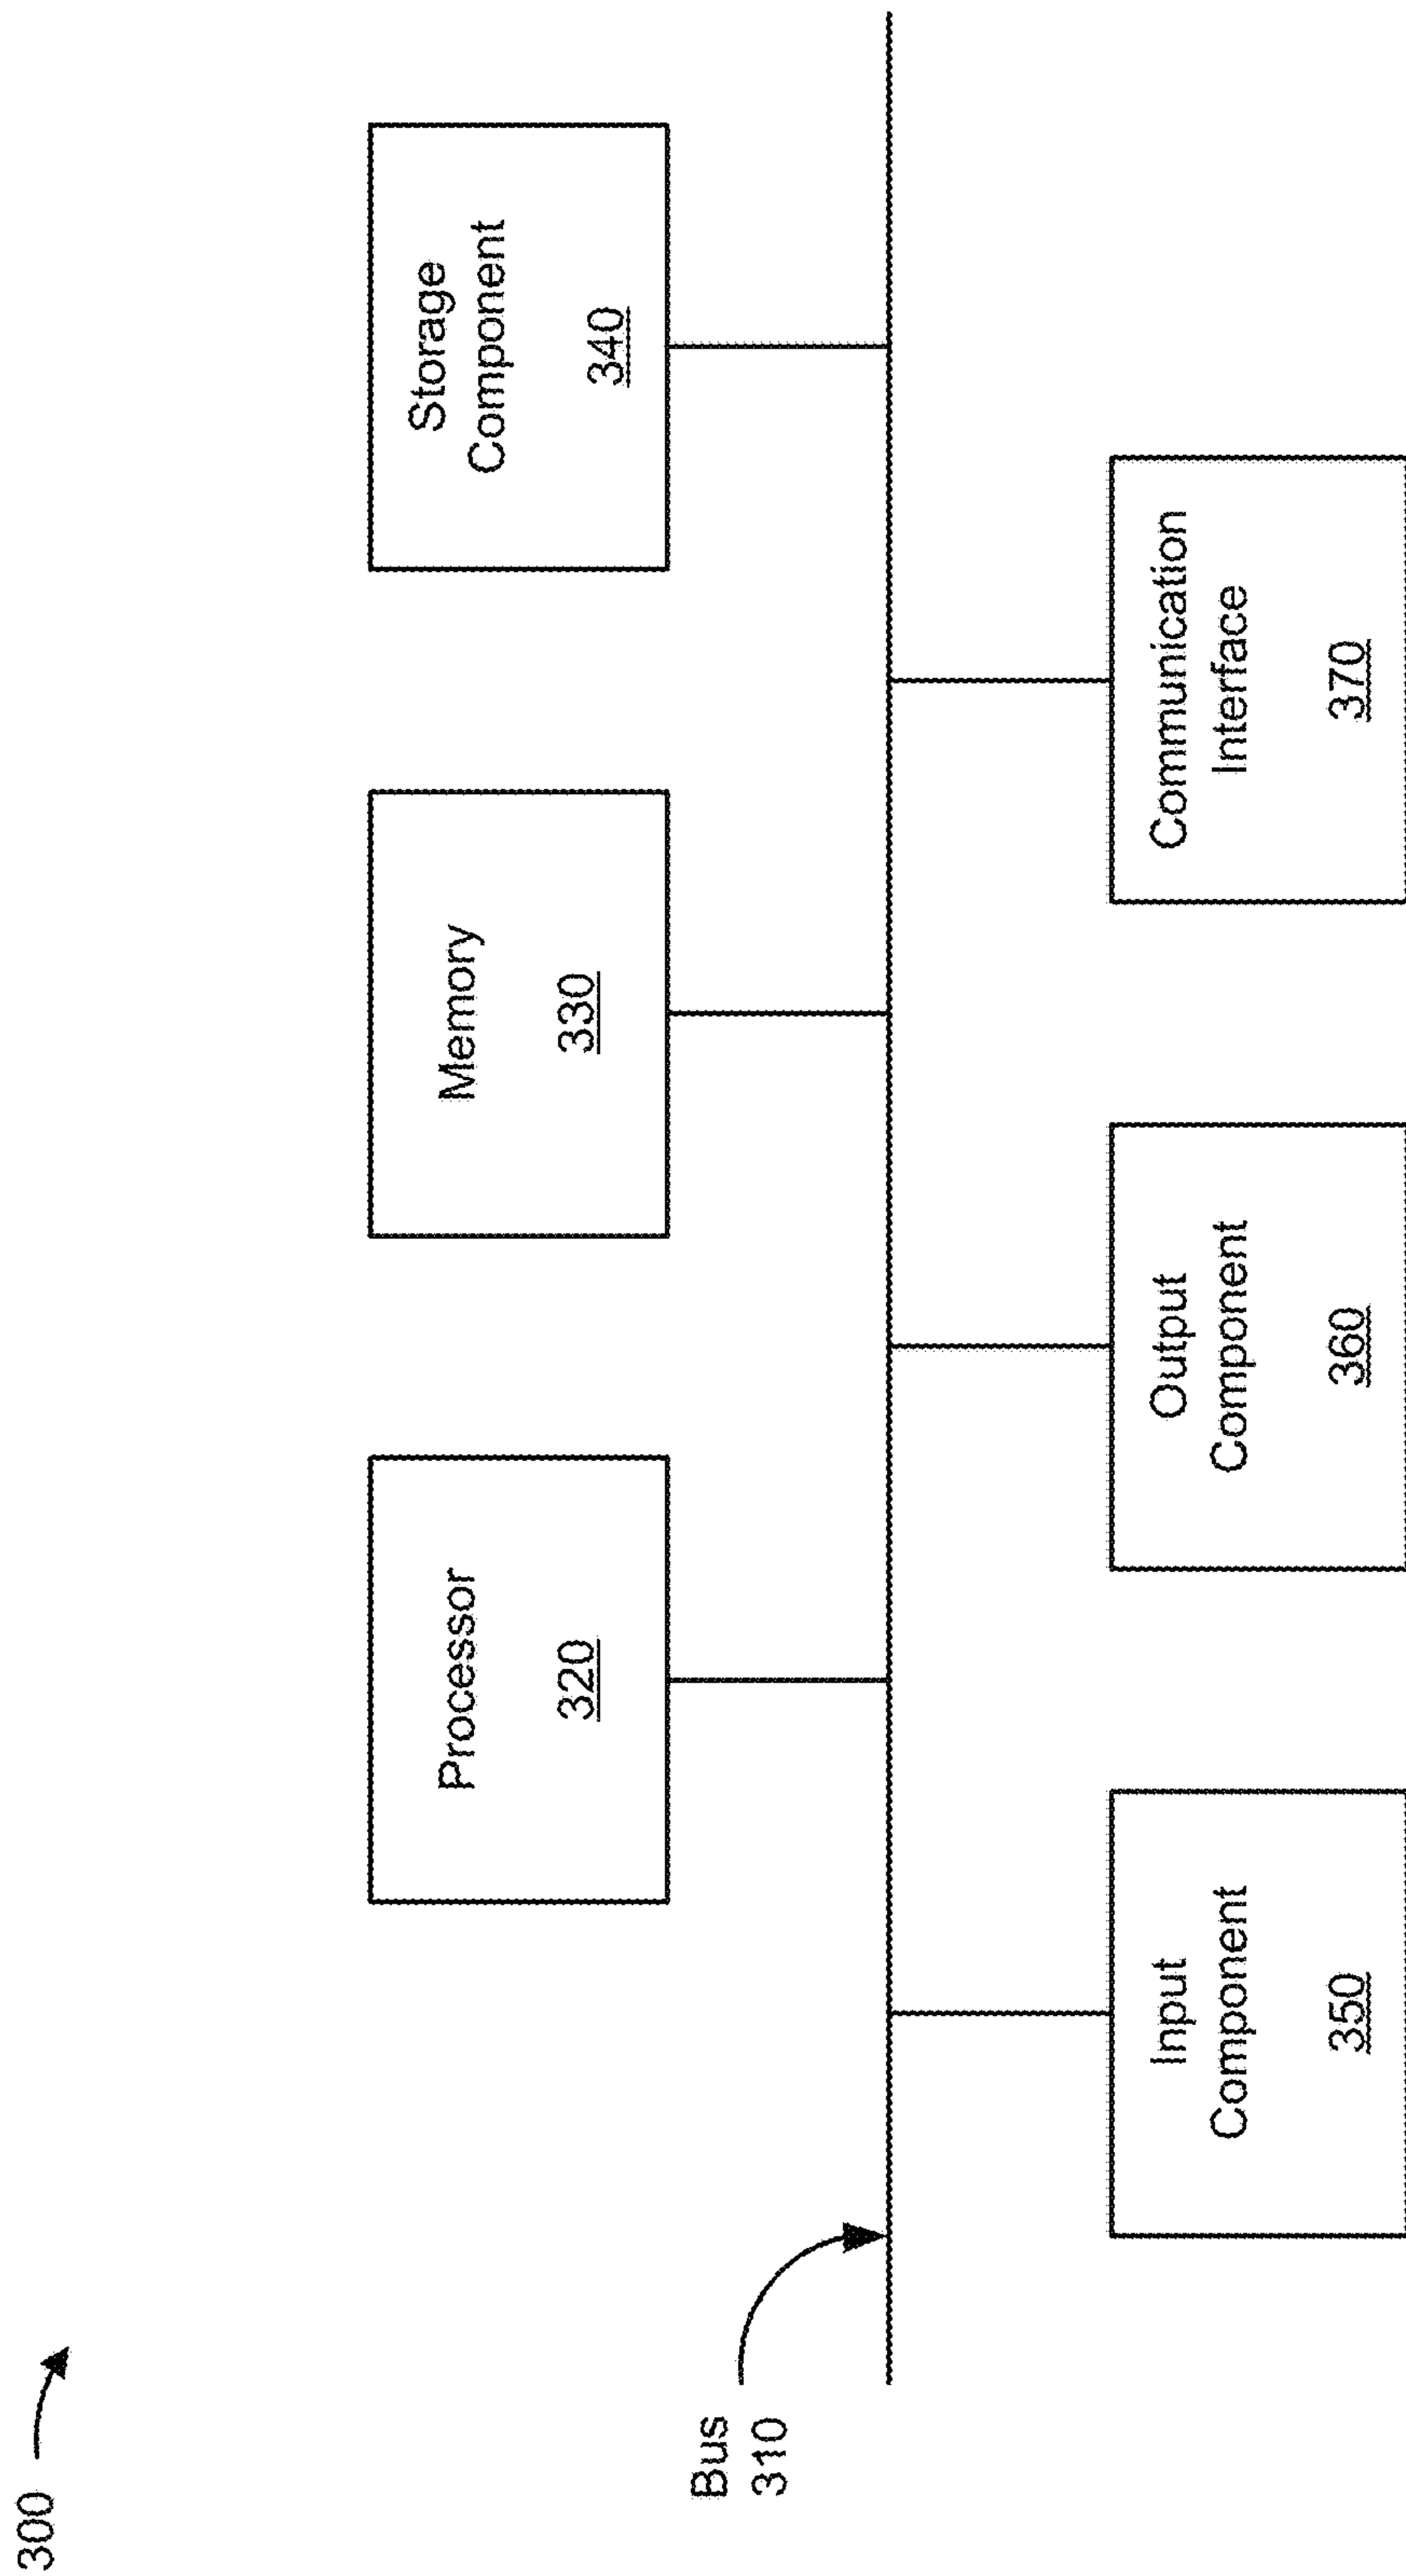 300
Processor
320
Memory
330
Storage
Component
340
Bus
310
Input
Component
350
Output
Component
360
Communication
Interface
370